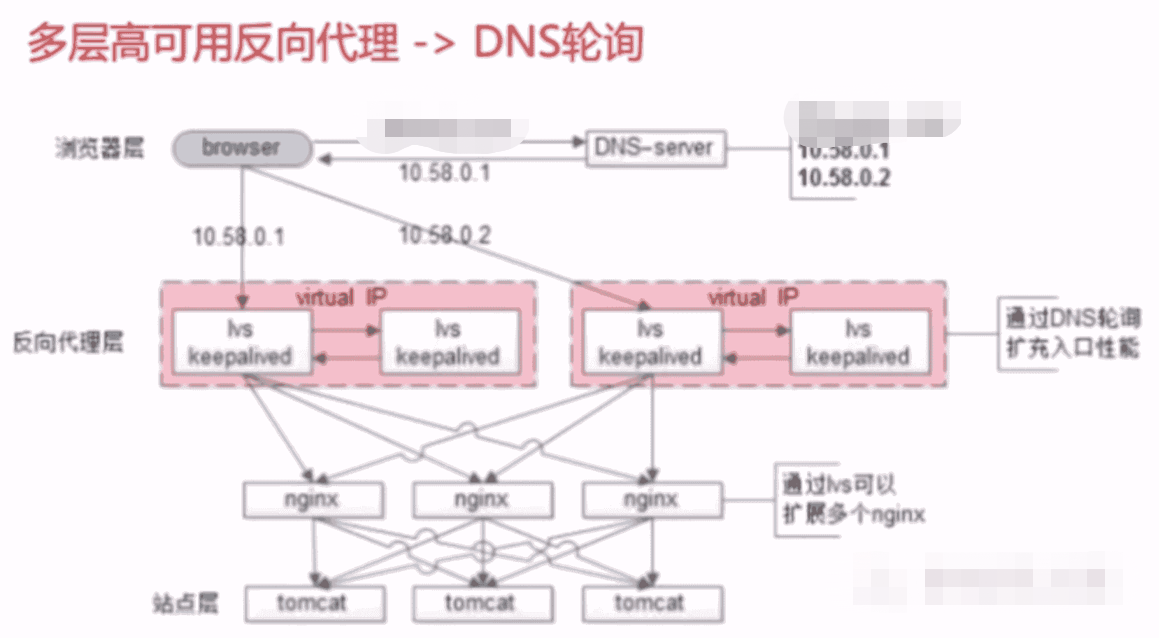 多层高可用反向代理 -> DNS轮询
浏览器层
browser
DNS-server
10.58.0.1
10.58.0.1
10.58.0.2
10.58.0.1
10.58.0.2
virtual IP
virtual IP
反向代理层
lvs
keepalived
lvs
keepalived
lvs
keepalived
lvs
keepalived
通过DNS轮询
扩充入口性能
nginx
nginx
nginx
通过lvs可以
扩展多个nginx
站点层
tomcat
tomcat
tomcat